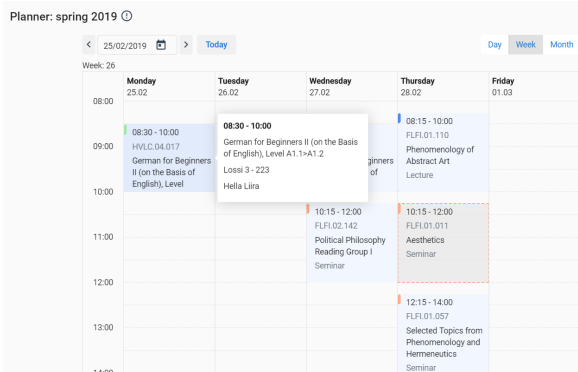 Planner: spring 2019
25/02/2019
Today
Day Week Month
Week: 26
Monday
25.02
Tuesday
26.02
Wednesday
27.02
Thursday
28.02
Friday
01.03
08:00
09:00
10:00
11:00
12:00
13:00
14:00
08:30 - 10:00
HVLC.04.017
German for Beginners
II (on the Basis of
English), Level
08:30 - 10:00
German for Beginners II (on the Basis
of English), Level A1.1>A1.2
Lossi 3 - 223
Hella Liira
ginners
of
10:15 - 12:00
FLFI.02.142
Political Philosophy
Reading Group I
Seminar
08:15 - 10:00
FLFI.01.110
Phenomenology of
Abstract Art
Lecture
10:15 - 12:00
FLFI.01.011
Aesthetics
Seminar
12:15 - 14:00
FLFI.01.057
Selected Topics from
Phenomenology and
Hermeneutics
Seminar